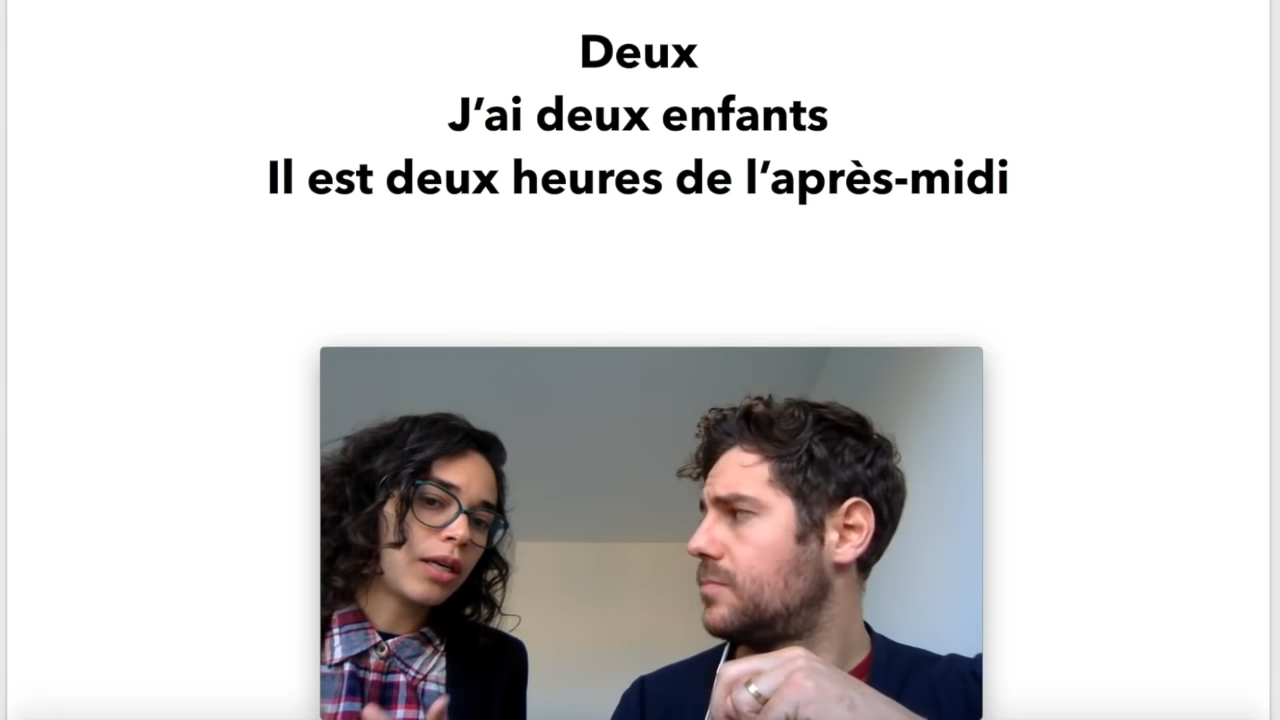 Deux
J’ai deux enfants
Il est deux heures de l’après-midi